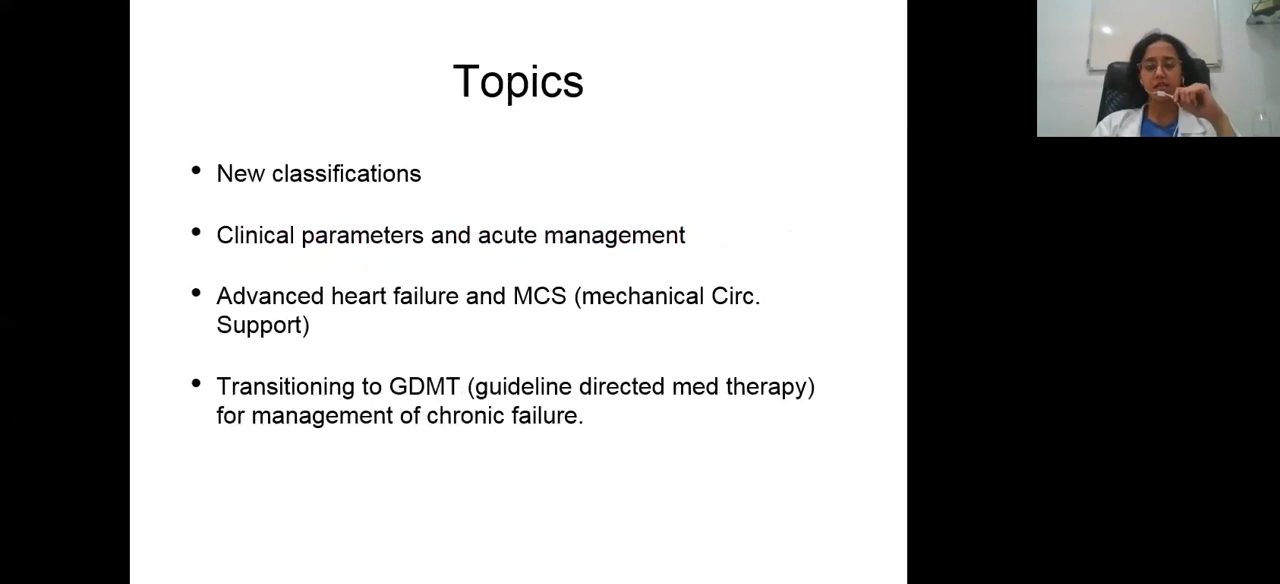 Topics
• New classifications
• Clinical parameters and acute management
• Advanced heart failure and MCS (mechanical Circ.
Support)
• Transitioning to GDMT (guideline directed med therapy)
for management of chronic failure.